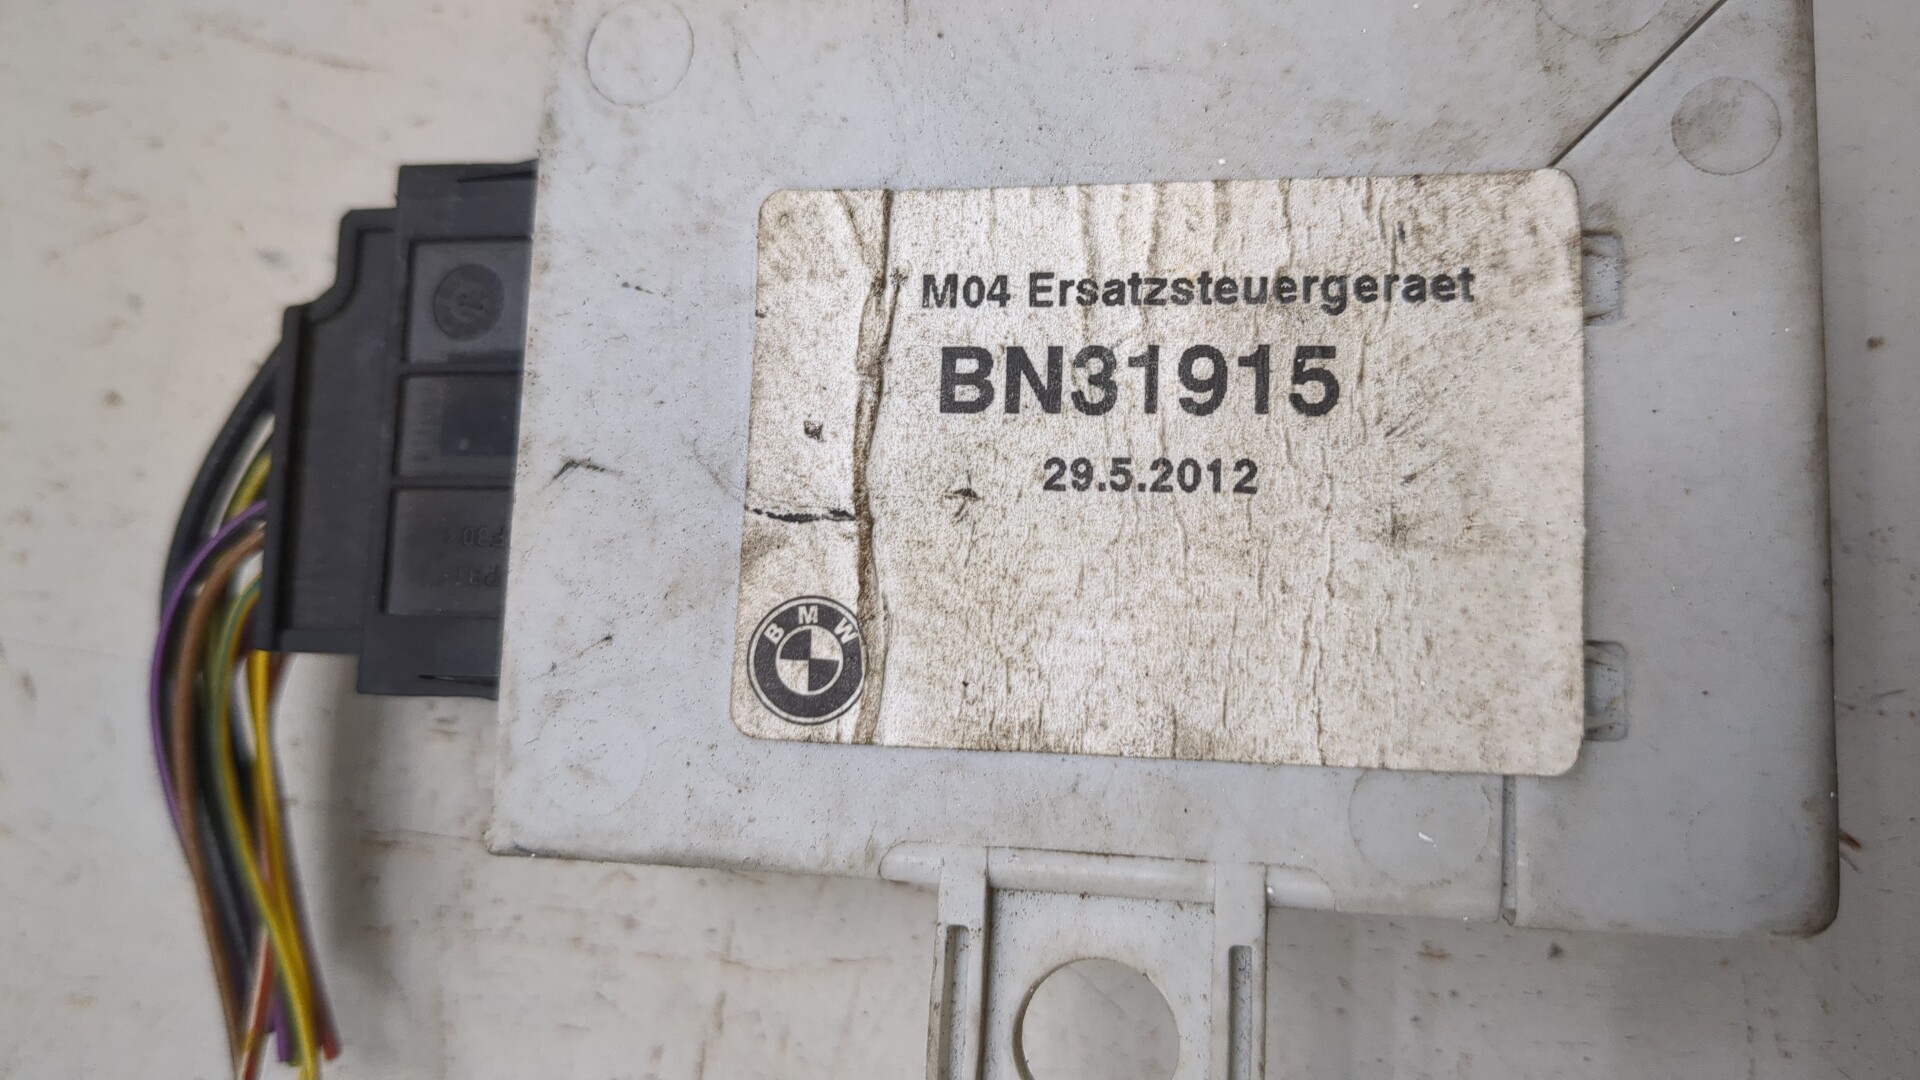 M04 Ersatzsteuergeraet
BN31915
29.5.2012
BMW